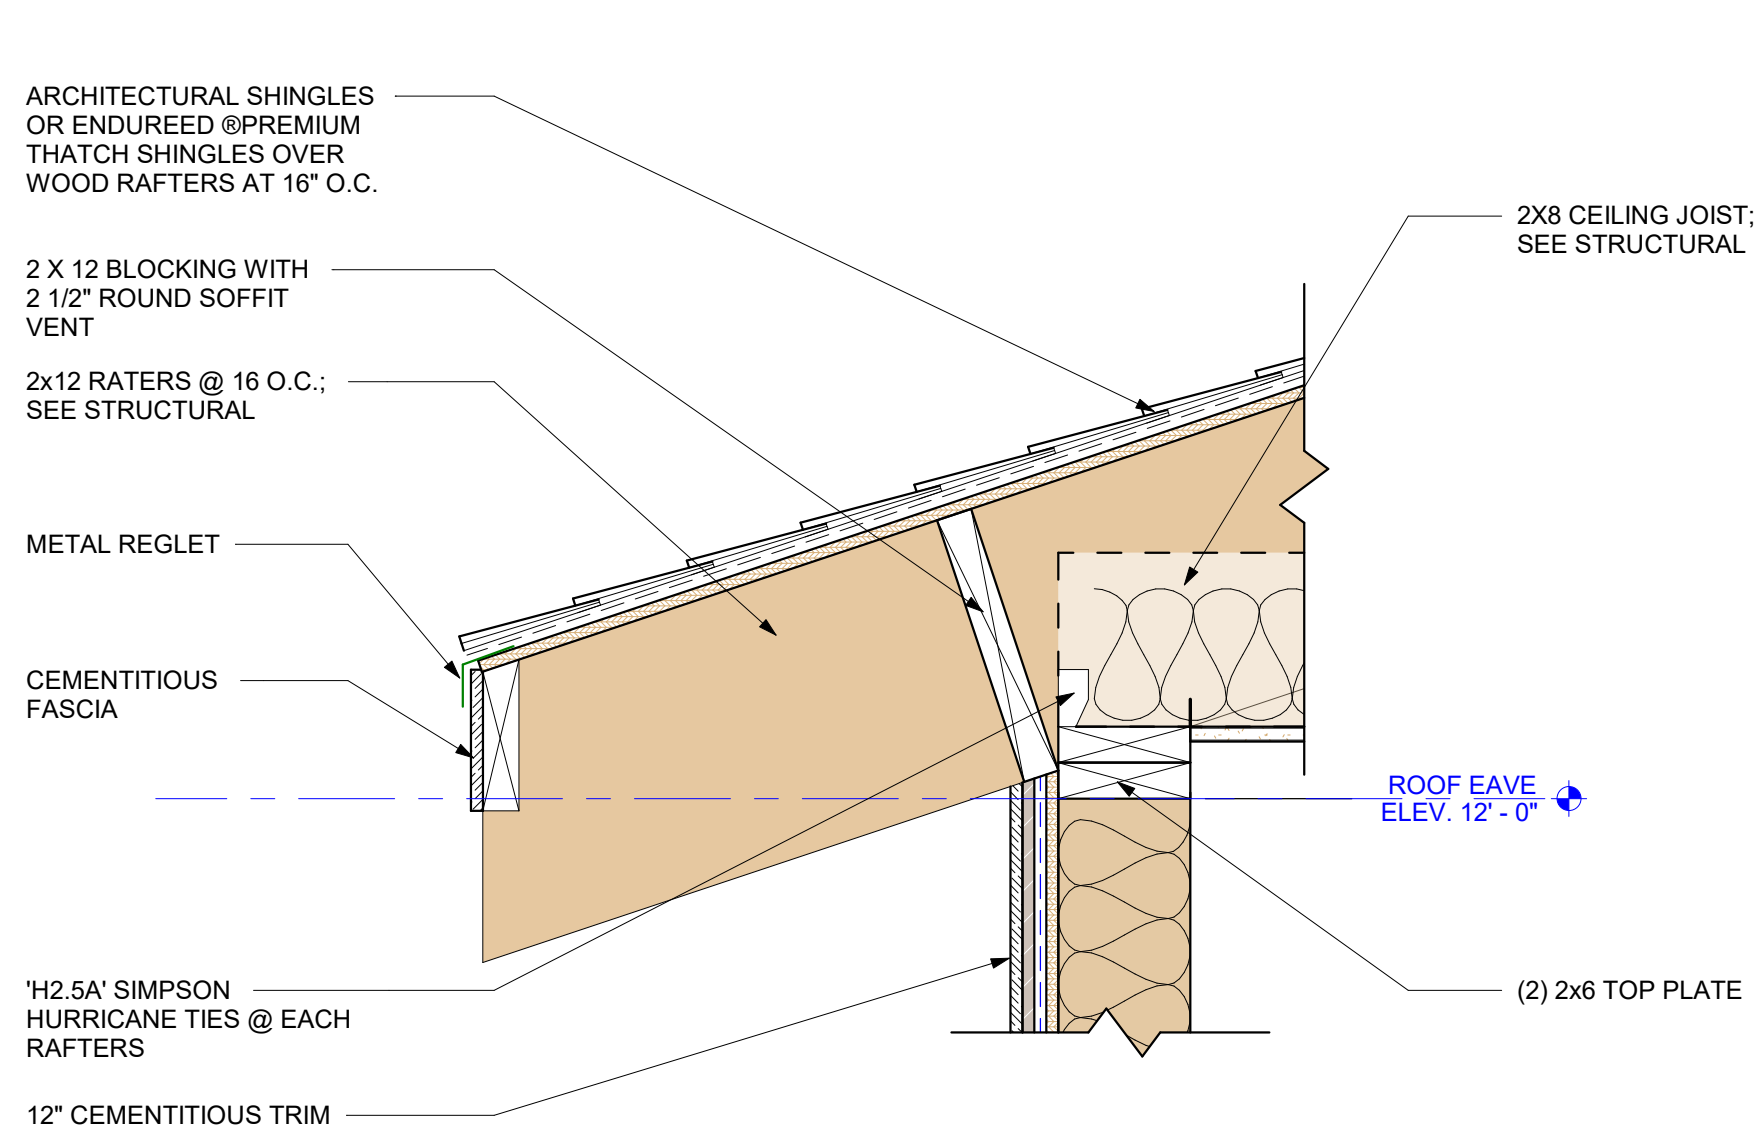 ARCHITECTURAL SHINGLES
OR ENDUREED ®PREMIUM
THATCH SHINGLES OVER
WOOD RAFTERS AT 16" O.C.
2 X 12 BLOCKING WITH
2 1/2" ROUND SOFFIT
VENT
2x12 RATERS @ 16 O.C.;
SEE STRUCTURAL
METAL REGLET
CEMENTITIOUS
FASCIA
'H2.5A' SIMPSON
HURRICANE TIES @ EACH
RAFTERS
12" CEMENTITIOUS TRIM
2X8 CEILING JOIST;
SEE STRUCTURAL
ROOF EAVE
ELEV. 12' - 0"
(2) 2x6 TOP PLATE